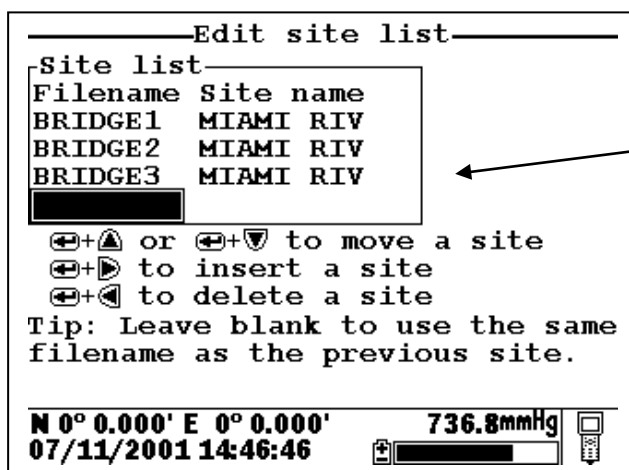 Edit site list
Site list
Filename Site name
BRIDGE1 MIAMI RIV
BRIDGE2 MIAMI RIV
BRIDGE3 MIAMI RIV
+ or + to move a site
+ to insert a site
+ to delete a site
Tip: Leave blank to use the same
filename as the previous site.
N 0° 0.000' E 0° 0.000' 736.8mmHg
07/11/2001 14:46:46